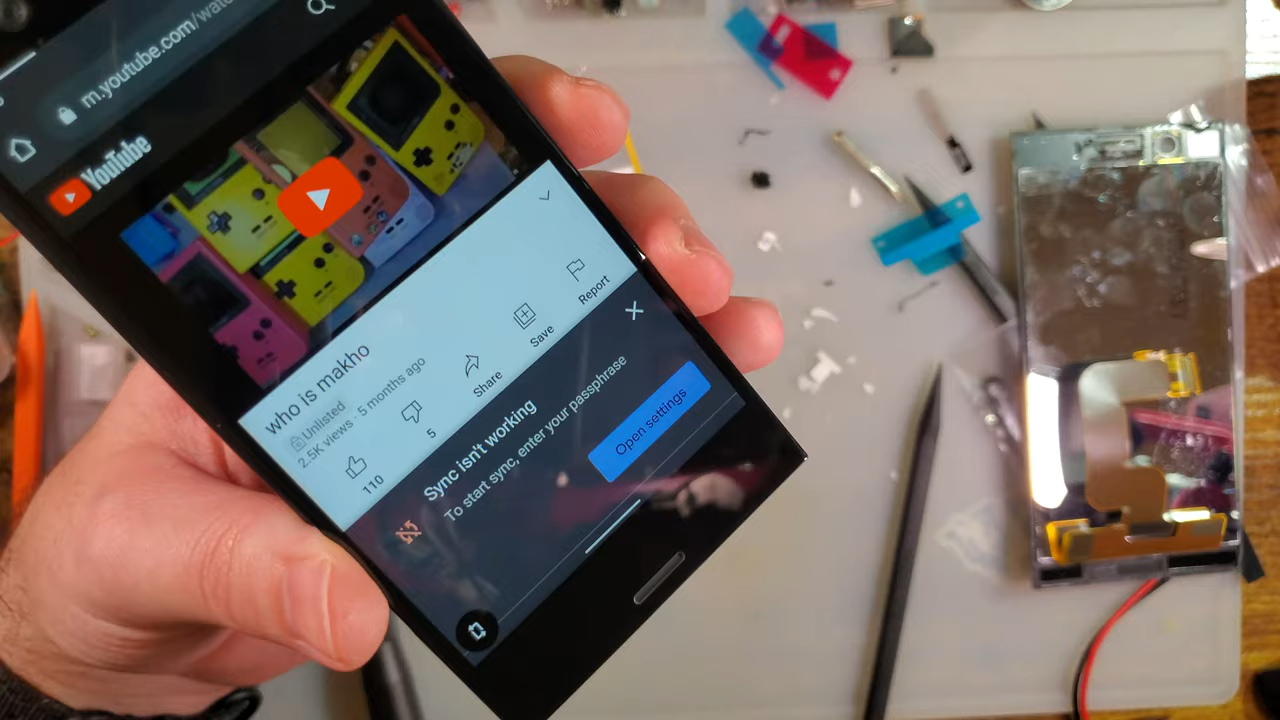 m.youtube.com/watc
YouTube
who is makho
Unlisted
2.5K views · 5 months ago
110
5
Share
Save
Report
Sync isn't working
To start sync, enter your passphrase
Open settings